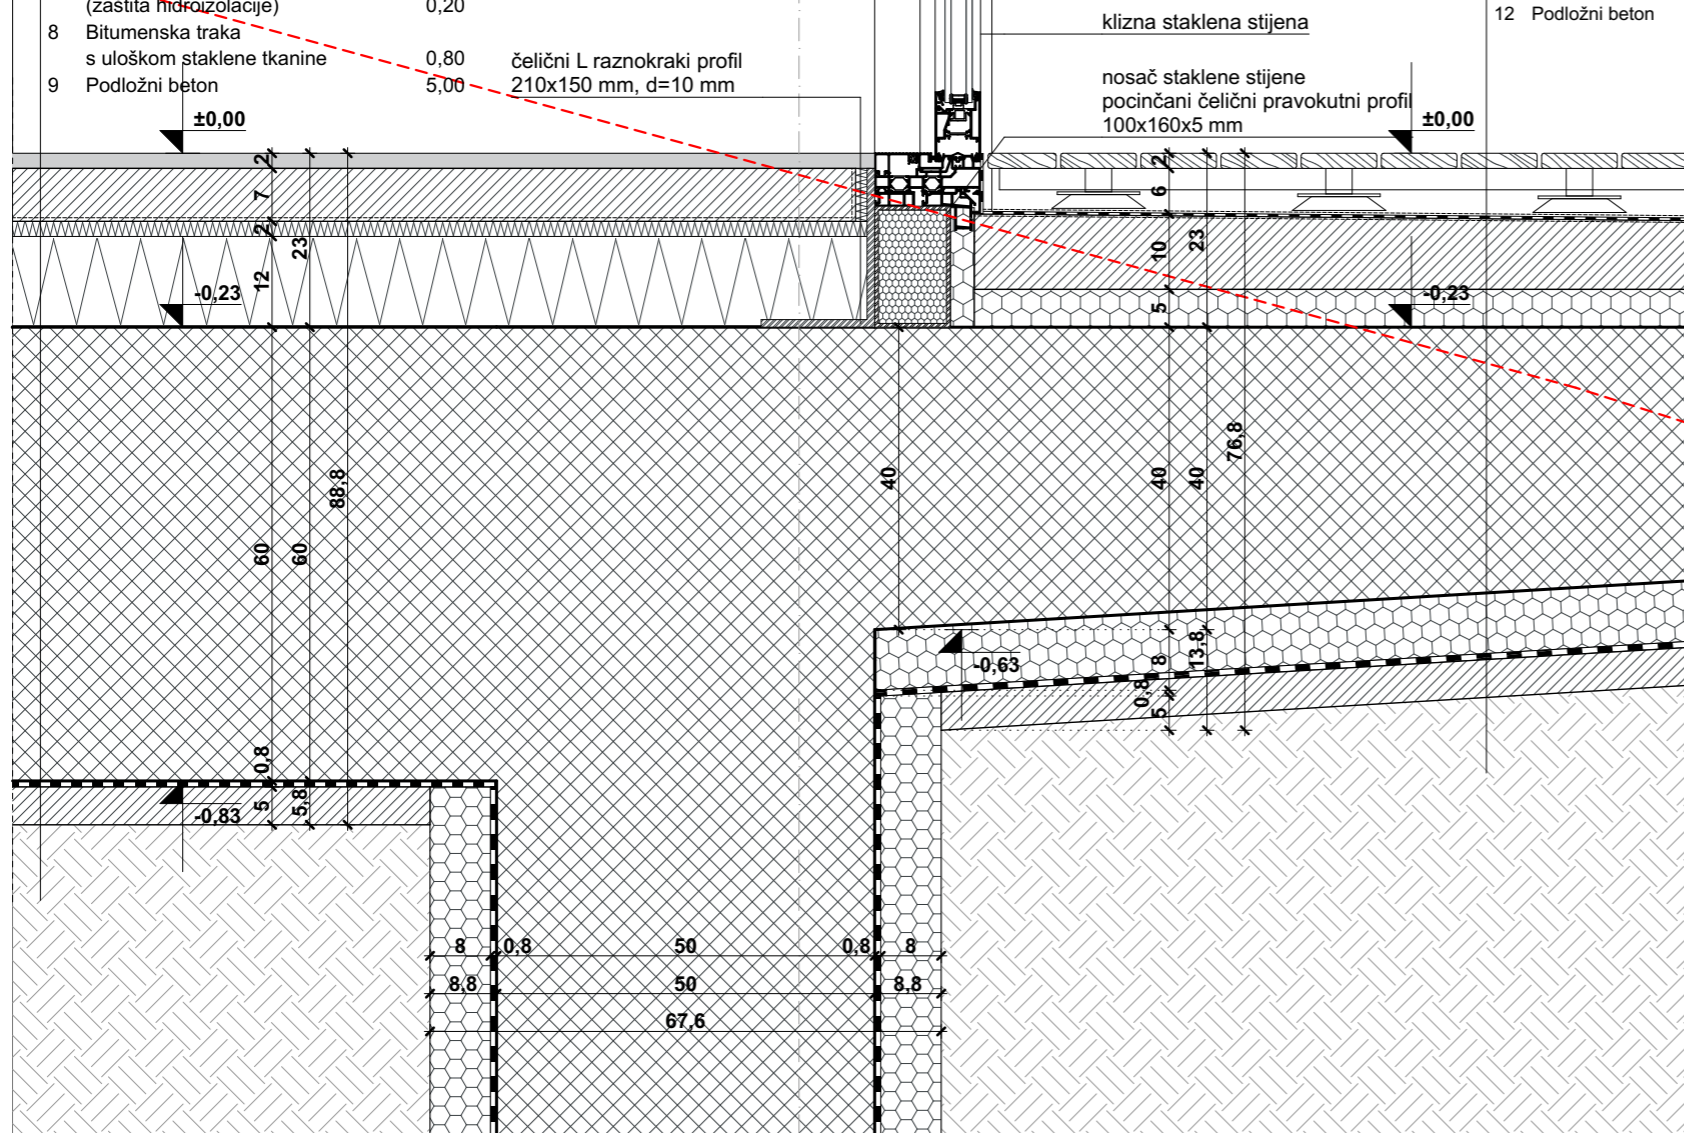 (zaštita hidroizolacije) 0,20
8 Bitumenska traka
s uloškom staklene tkanine 0,80
9 Podložni beton 5,00
čelični L raznokraki profil
210x150 mm, d=10 mm
klizna staklena stijena
nosač staklene stijene
pocinčani čelični pravokutni profil
100x160x5 mm
12 Podložni beton
±0,00
±0,00
2
7
2
12
23
-0,23
60
60
88,8
0,8
5
5,8
-0,83
2
6
10
5
23
-0,23
40
40
40
76,8
8
13,8
0,8
5
-0,63
8 0,8 50 0,8 8
8,8 50 8,8
67,6